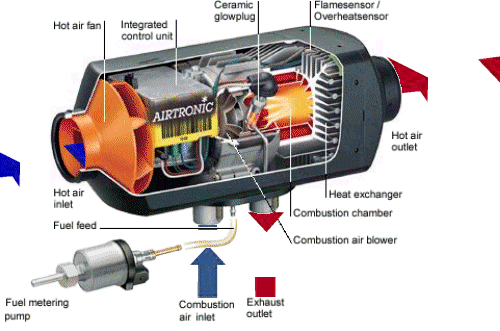 Ceramic
glowplug
Flamesensor /
Overheatsensor
Hot air fan
Integrated
control unit
AIRTRONIC
Hot air
outlet
Hot air
inlet
Heat exchanger
Combustion chamber
Fuel feed
Combustion air blower
Fuel metering
pump
Combustion
air inlet
Exhaust
outlet